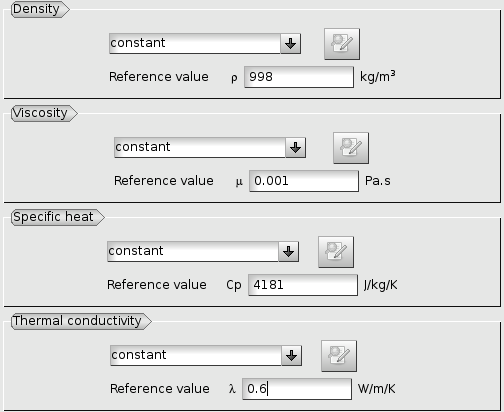 Density
constant
Reference value ρ 998 kg/m³
Viscosity
constant
Reference value μ 0.001 Pa.s
Specific heat
constant
Reference value Cp 4181 J/kg/K
Thermal conductivity
constant
Reference value λ 0.6 W/m/K